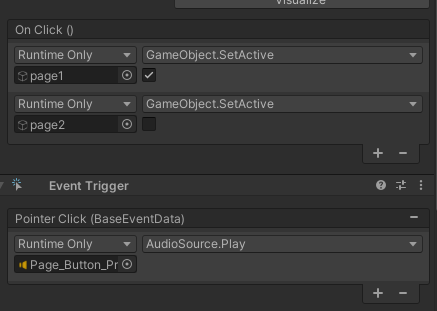 Visualize
On Click ()
Runtime Only GameObject.SetActive
page1
Runtime Only GameObject.SetActive
page2
Event Trigger
Pointer Click (BaseEventData)
Runtime Only AudioSource.Play
Page_Button_Pr